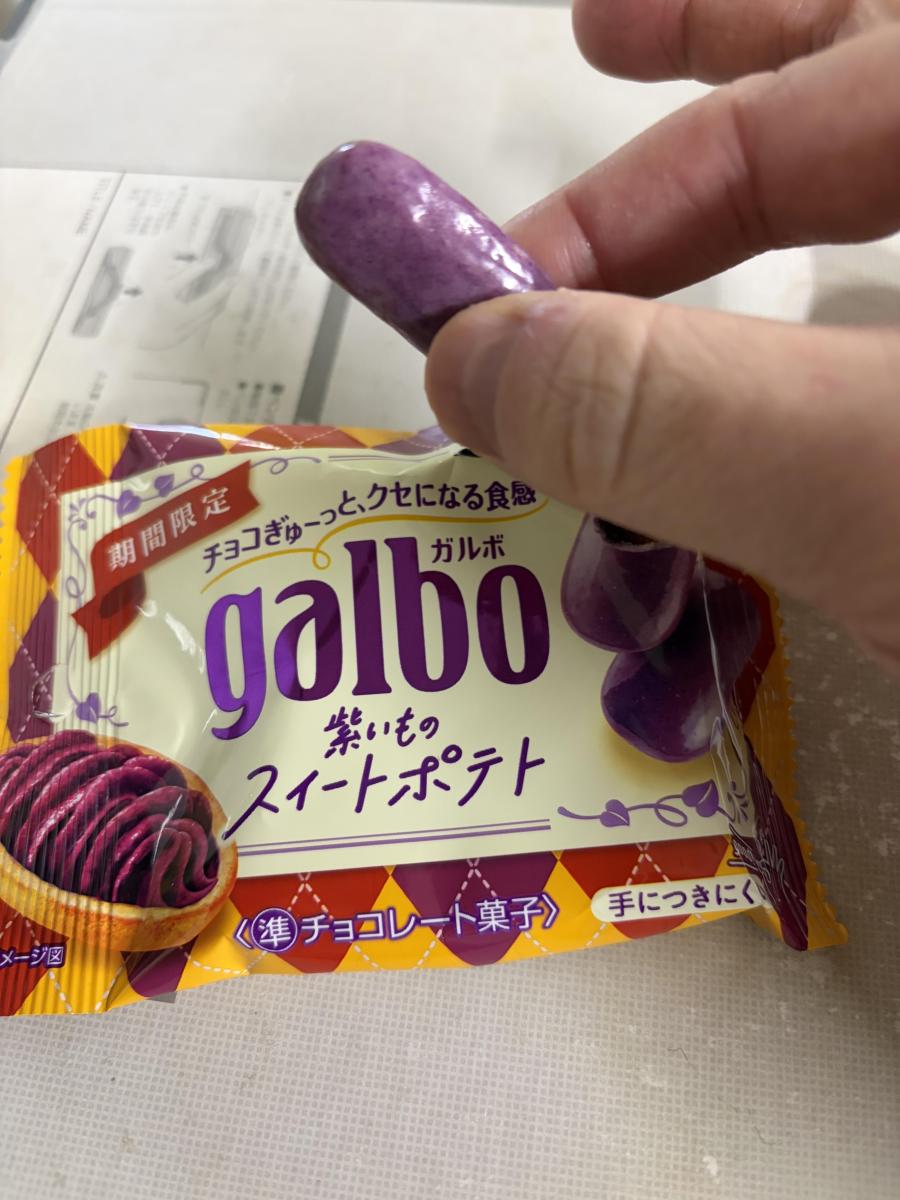 期間限定
チョコぎゅーっと、クセになる食感
ガルボ
galbo
紫いもの
スイートポテト
〈準チョコレート菓子〉
手につきにく
メージ図